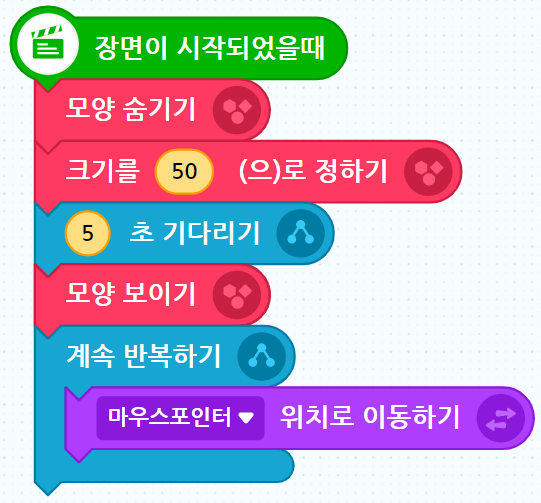 장면이 시작되었을때
모양 숨기기
크기를 50 (으)로 정하기
5 초 기다리기
모양 보이기
계속 반복하기
마우스포인터 위치로 이동하기